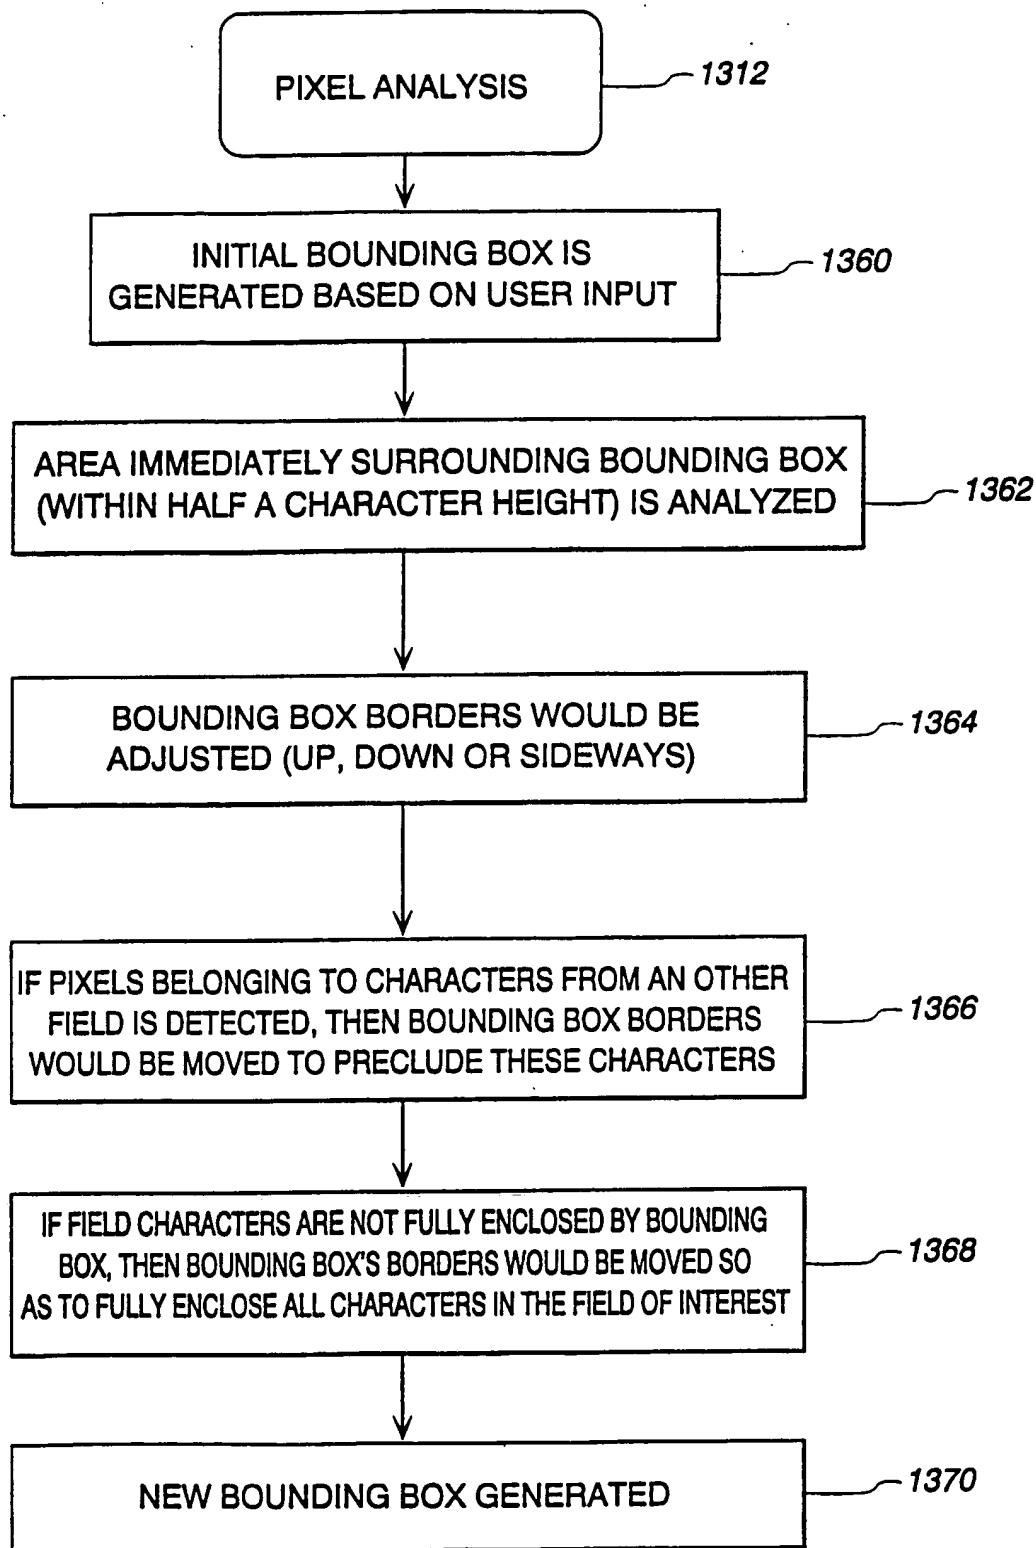 PIXEL ANALYSIS
1312
INITIAL BOUNDING BOX IS
GENERATED BASED ON USER INPUT
1360
AREA IMMEDIATELY SURROUNDING BOUNDING BOX
(WITHIN HALF A CHARACTER HEIGHT) IS ANALYZED
1362
BOUNDING BOX BORDERS WOULD BE
ADJUSTED (UP, DOWN OR SIDEWAYS)
1364
IF PIXELS BELONGING TO CHARACTERS FROM AN OTHER
FIELD IS DETECTED, THEN BOUNDING BOX BORDERS
WOULD BE MOVED TO PRECLUDE THESE CHARACTERS
1366
IF FIELD CHARACTERS ARE NOT FULLY ENCLOSED BY BOUNDING
BOX, THEN BOUNDING BOX'S BORDERS WOULD BE MOVED SO
AS TO FULLY ENCLOSE ALL CHARACTERS IN THE FIELD OF INTEREST
1368
NEW BOUNDING BOX GENERATED
1370